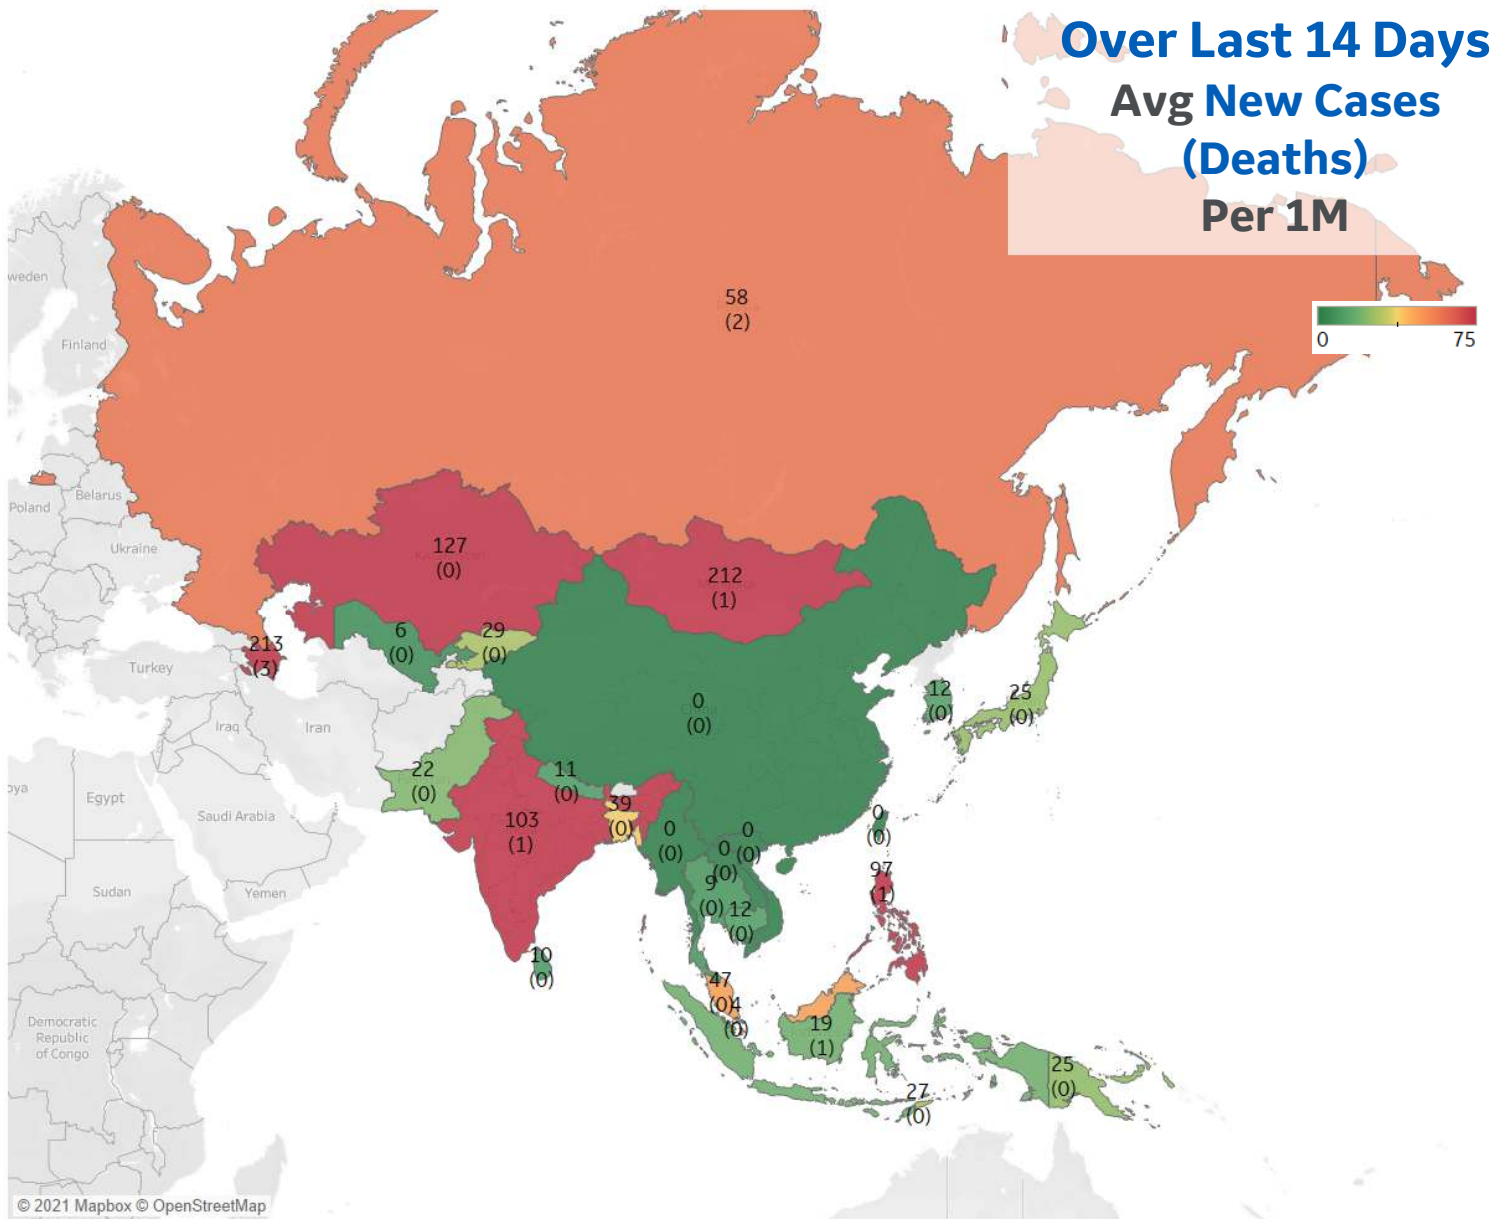 Over Last 14 Days
Avg New Cases
(Deaths)
Per 1M
0 75
weden
Finland
Belarus
Poland
Ukraine
Turkey
Iraq
Iran
oya
Egypt
Saudi Arabia
Sudan
Yemen
Democratic
Republic
of Congo
58
(2)
127
(0)
212
(1)
213
(3)
6
(0)
29
(0)
0
(0)
12
(0)
25
(0)
22
(0)
11
(0)
103
(1)
39
(0)
0
(0)
0
(0)
0
(0)
0
(0)
9
(0)
12
(0)
97
(1)
10
(0)
47
(0)
4
(0)
19
(1)
27
(0)
25
(0)
© 2021 Mapbox © OpenStreetMap